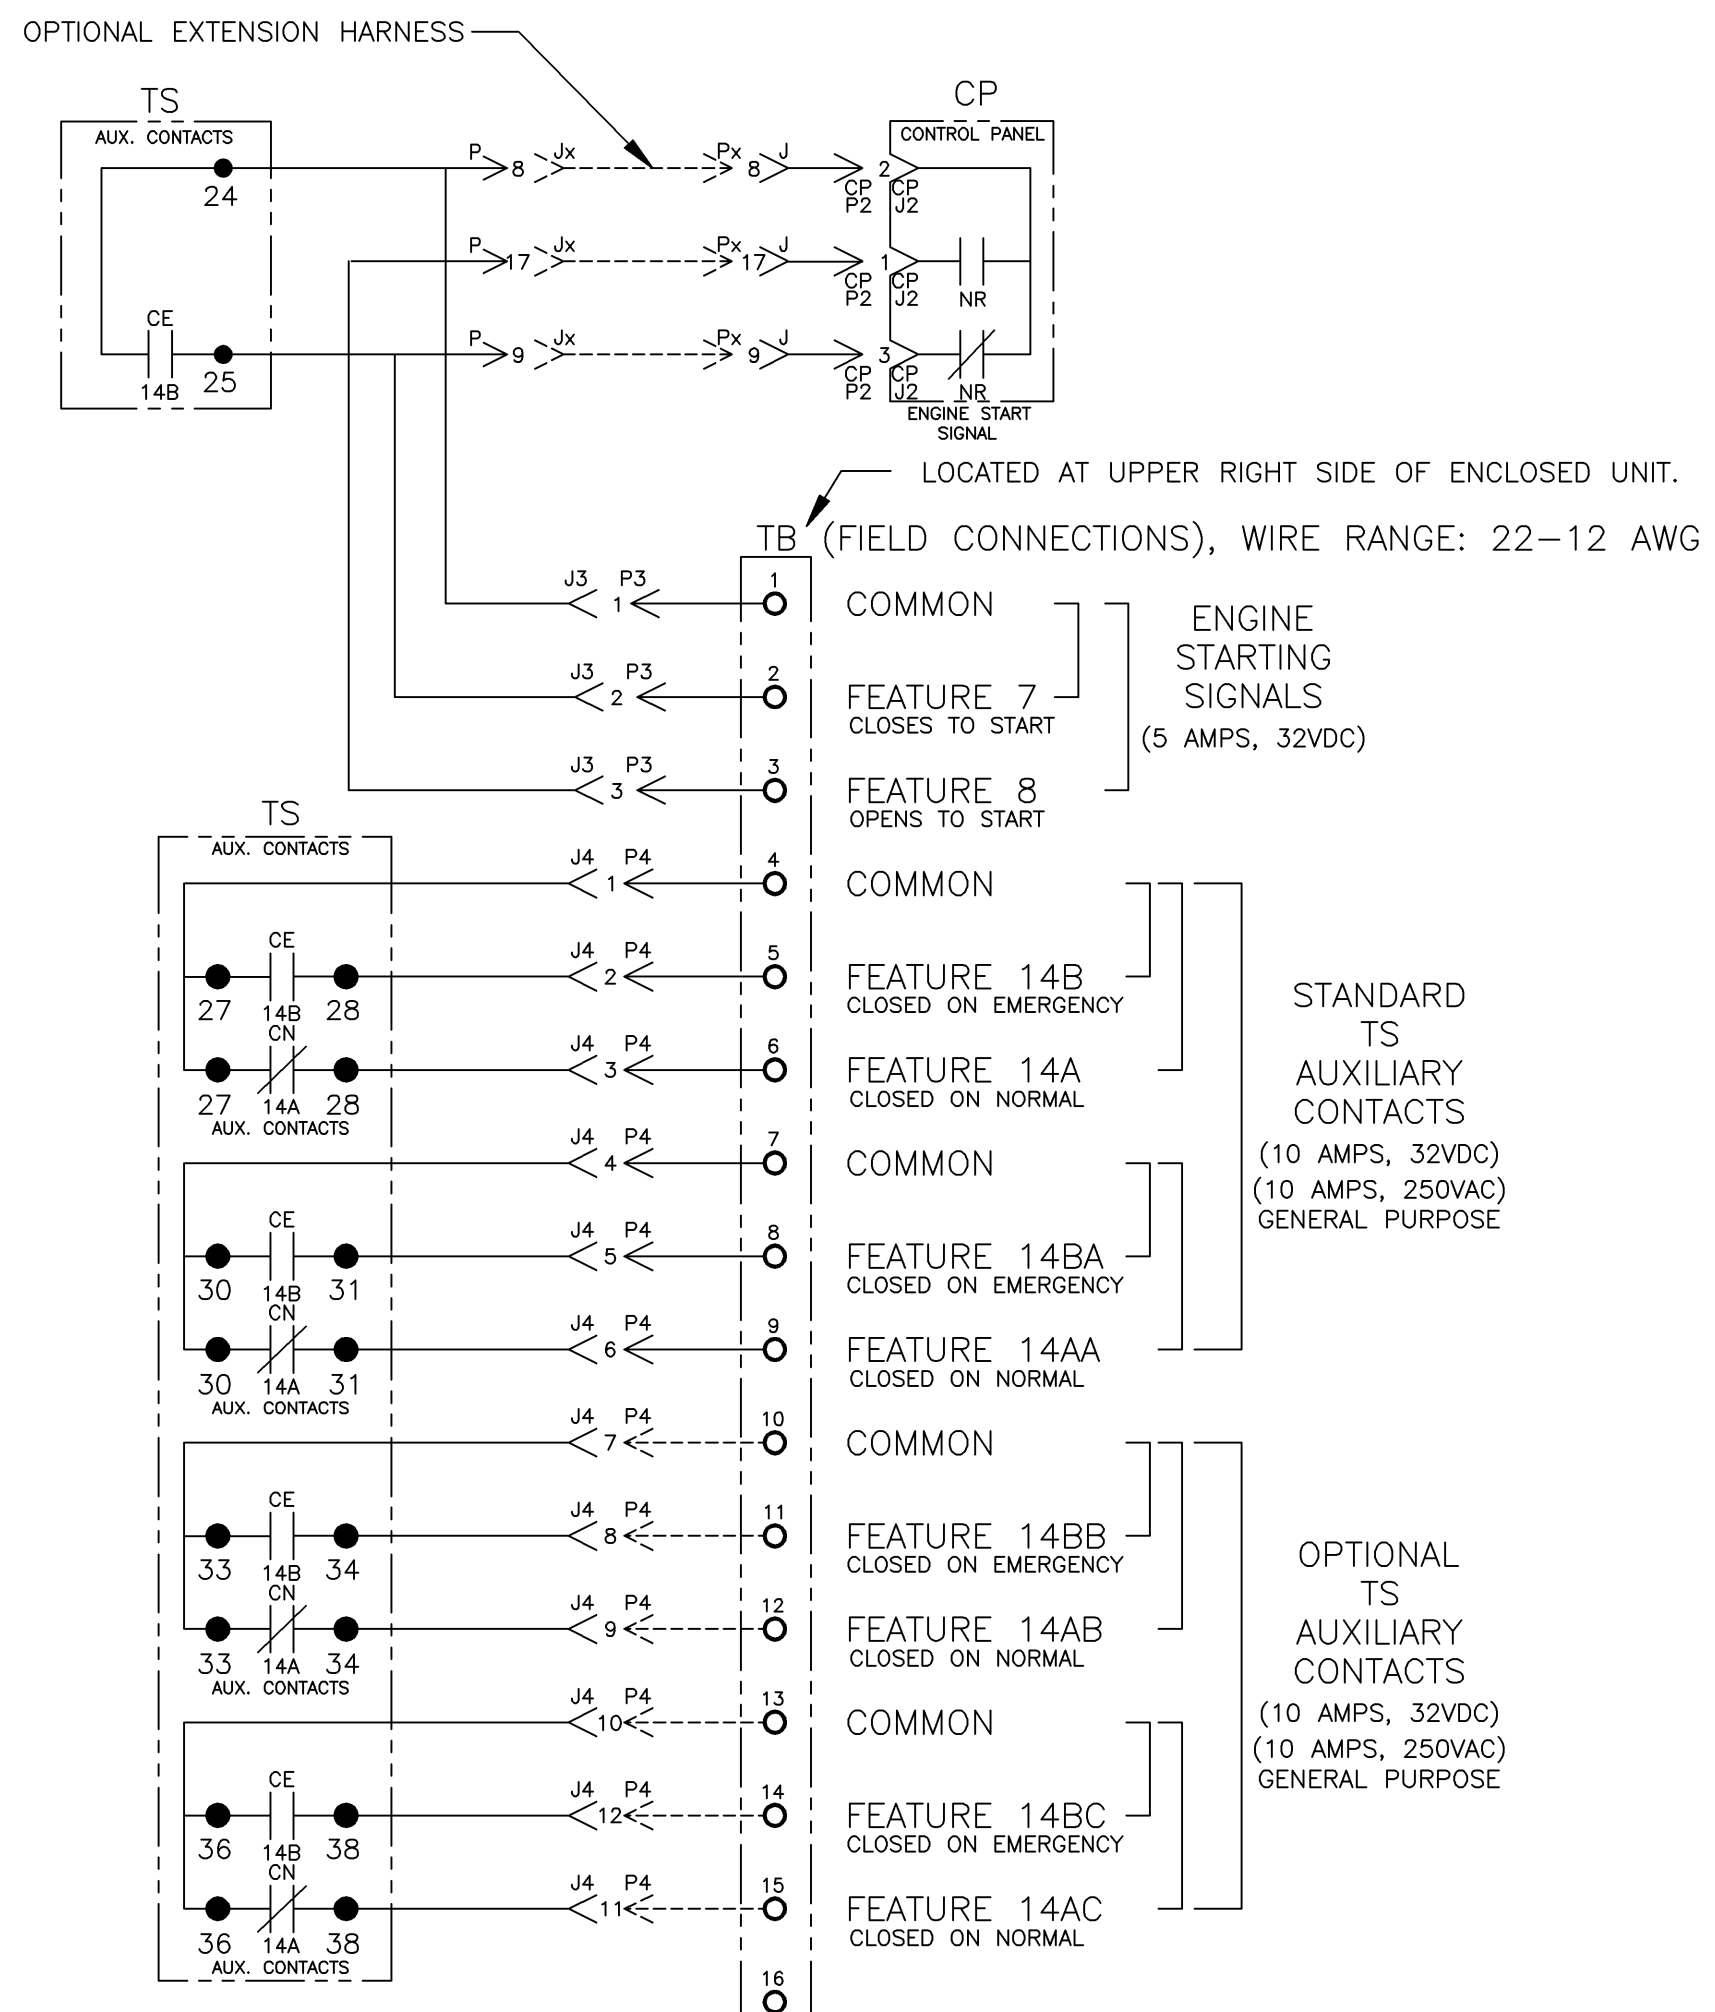 OPTIONAL EXTENSION HARNESS
TS
AUX. CONTACTS
24
CE
14B
25
P 8 Jx Px 8 J
P 17 Jx Px 17 J
P 9 Jx Px 9 J
CP
CONTROL PANEL
2
CP CP
P2 J2
1
CP CP
P2 J2
NR
3
CP CP
P2 J2
NR
ENGINE START
SIGNAL
LOCATED AT UPPER RIGHT SIDE OF ENCLOSED UNIT.
TB (FIELD CONNECTIONS), WIRE RANGE: 22-12 AWG
J3 1 P3 1 COMMON
J3 2 P3 2 FEATURE 7
CLOSES TO START
J3 3 P3 3 FEATURE 8
OPENS TO START
ENGINE
STARTING
SIGNALS
(5 AMPS, 32VDC)
TS
AUX. CONTACTS
J4 1 P4 4 COMMON
CE
27 14B 28
J4 2 P4 5 FEATURE 14B
CLOSED ON EMERGENCY
CN
27 14A 28
AUX. CONTACTS
J4 3 P4 6 FEATURE 14A
CLOSED ON NORMAL
J4 4 P4 7 COMMON
CE
30 14B 31
J4 5 P4 8 FEATURE 14BA
CLOSED ON EMERGENCY
CN
30 14A 31
AUX. CONTACTS
J4 6 P4 9 FEATURE 14AA
CLOSED ON NORMAL
STANDARD
TS
AUXILIARY
CONTACTS
(10 AMPS, 32VDC)
(10 AMPS, 250VAC)
GENERAL PURPOSE
J4 7 P4 10 COMMON
CE
33 14B 34
J4 8 P4 11 FEATURE 14BB
CLOSED ON EMERGENCY
CN
33 14A 34
AUX. CONTACTS
J4 9 P4 12 FEATURE 14AB
CLOSED ON NORMAL
J4 10 P4 13 COMMON
CE
36 14B 38
J4 12 P4 14 FEATURE 14BC
CLOSED ON EMERGENCY
CN
36 14A 38
AUX. CONTACTS
J4 11 P4 15 FEATURE 14AC
CLOSED ON NORMAL
OPTIONAL
TS
AUXILIARY
CONTACTS
(10 AMPS, 32VDC)
(10 AMPS, 250VAC)
GENERAL PURPOSE
16